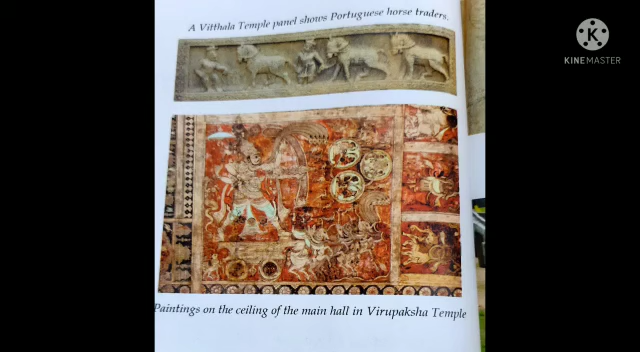 A Vitthala Temple panel shows Portuguese horse traders.
K
KINEMASTER
Paintings on the ceiling of the main hall in Virupaksha Temple